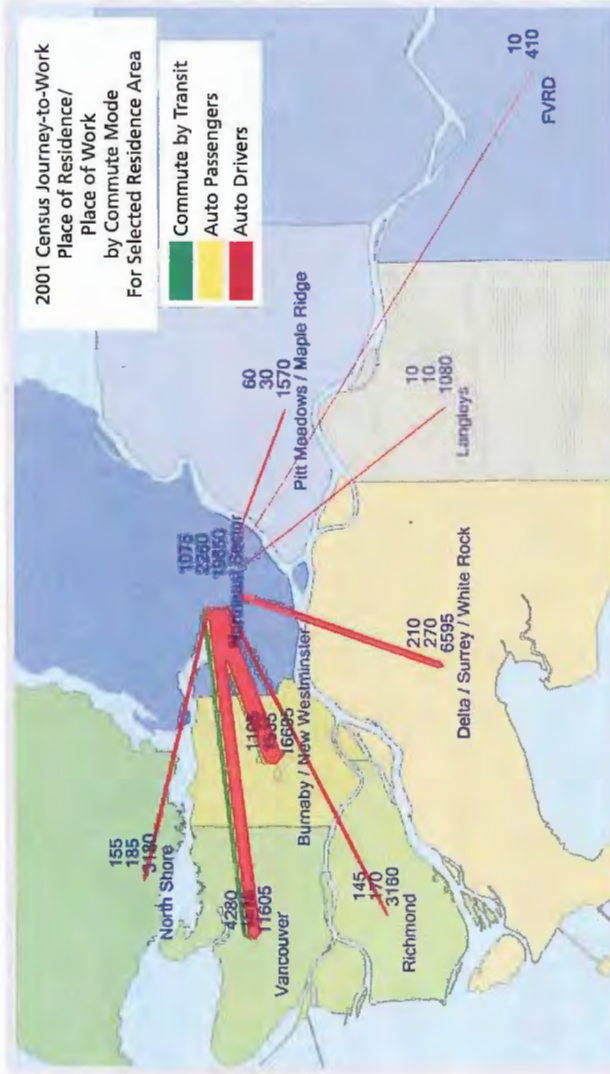 2001 Census Journey-to-Work
Place of Residence/
Place of Work
by Commute Mode
For Selected Residence Area
Commute by Transit
Auto Passengers
Auto Drivers
155
185
3180
North Shore
4280
11605
Vancouver
1075
2260
19650
Northeast Sector
16695
Burnaby / New Westminster
145
170
3160
Richmond
210
270
6595
Delta / Surrey / White Rock
60
30
1570
Pitt Meadows / Maple Ridge
10
10
1080
Langleys
10
410
FVRD